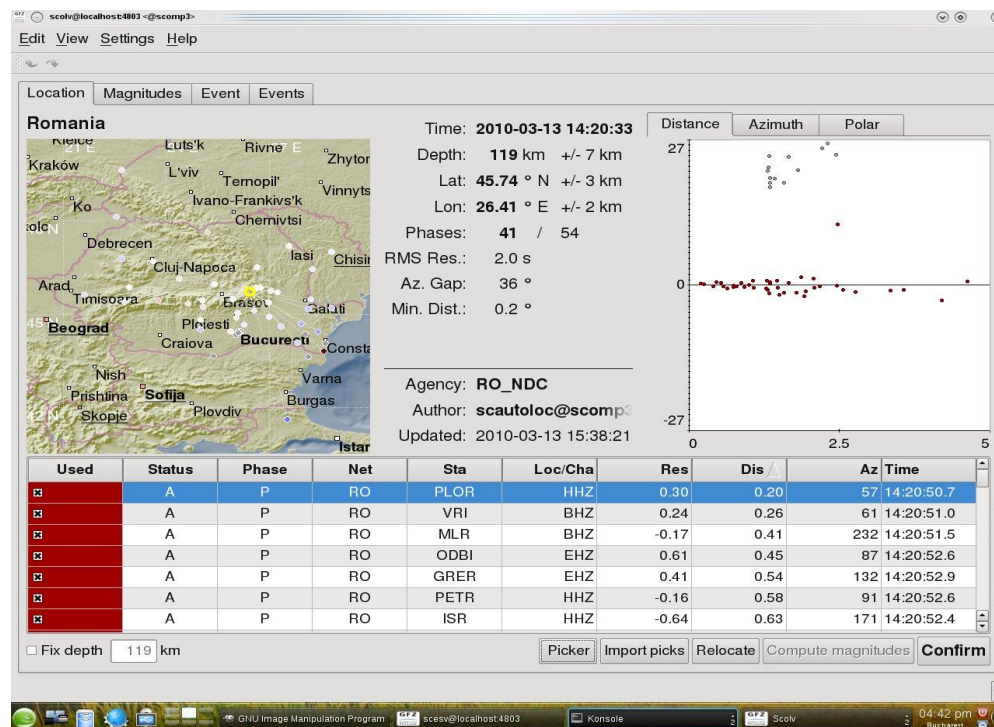 GFZ scolv@localhost:4803 <@scomp3>
Edit View Settings Help
Location Magnitudes Event Events
Romania
Kielce Luts'k Rivne Zhytor
Kraków L'viv Ternopil' Vinnyts
Ko Ivano-Frankivs'k
Chernivtsi
Debrecen Iasi Chisir
Cluj-Napoca
Arad Timisoara Brasov Galati
Beograd Ploiesti
Craiova Bucuresti Consta
Nish Varna
Prishtina Sofija Burgas
Skopje Plovdiv
Istar
Time: 2010-03-13 14:20:33
Depth: 119 km +/- 7 km
Lat: 45.74 ° N +/- 3 km
Lon: 26.41 ° E +/- 2 km
Phases: 41 / 54
RMS Res.: 2.0 s
Az. Gap: 36 °
Min. Dist.: 0.2 °
Agency: RO_NDC
Author: scautoloc@scomp3
Updated: 2010-03-13 15:38:21
Distance Azimuth Polar
27
0
-27
0 2.5 5
Used Status Phase Net Sta Loc/Cha Res Dis Az Time
A P RO PLOR HHZ 0.30 0.20 57 14:20:50.7
A P RO VRI BHZ 0.24 0.26 61 14:20:51.0
A P RO MLR BHZ -0.17 0.41 232 14:20:51.5
A P RO ODBI EHZ 0.61 0.45 87 14:20:52.6
A P RO GRER EHZ 0.41 0.54 132 14:20:52.9
A P RO PETR HHZ -0.16 0.58 91 14:20:52.6
A P RO ISR HHZ -0.64 0.63 171 14:20:52.4
Fix depth 119 km Picker Import picks Relocate Compute magnitudes Confirm
GNU Image Manipulation Program GFZ scesv@localhost:4803 Konsole 2 GFZ Scolv 2 04:42 pm
Bucharest